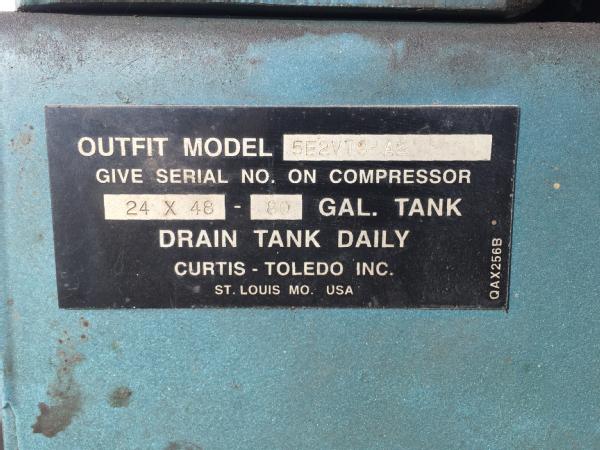 OUTFIT MODEL
GIVE SERIAL NO. ON COMPRESSOR
24 X 48 - 80 GAL. TANK
DRAIN TANK DAILY
CURTIS - TOLEDO INC.
ST. LOUIS MO. USA
QAX256B